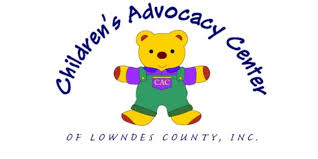 Children's Advocacy Center
CAC
OF LOWNDES COUNTY, INC.